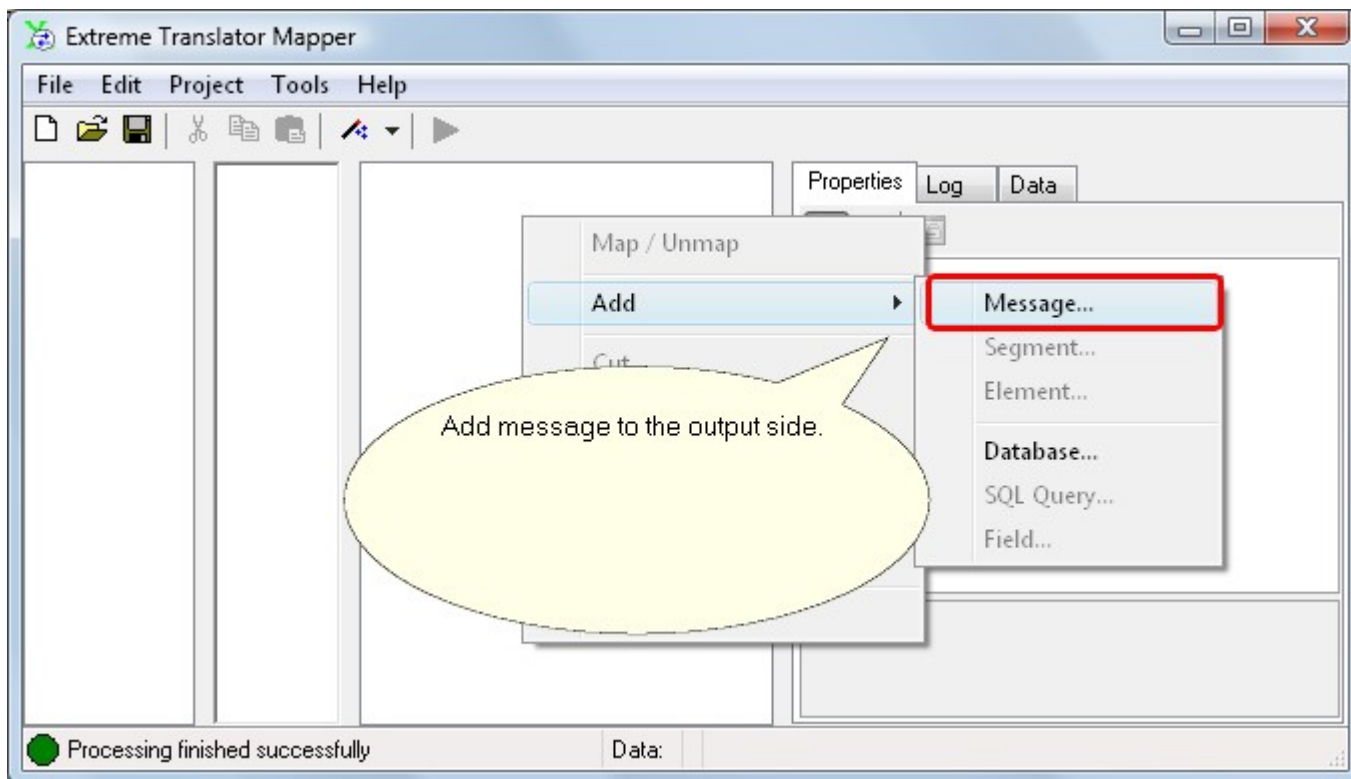 Extreme Translator Mapper
File Edit Project Tools Help
Properties Log Data
Map / Unmap
Add
Message...
Segment...
Cut
Element...
Add message to the output side.
Database...
SQL Query...
Field...
Processing finished successfully
Data: